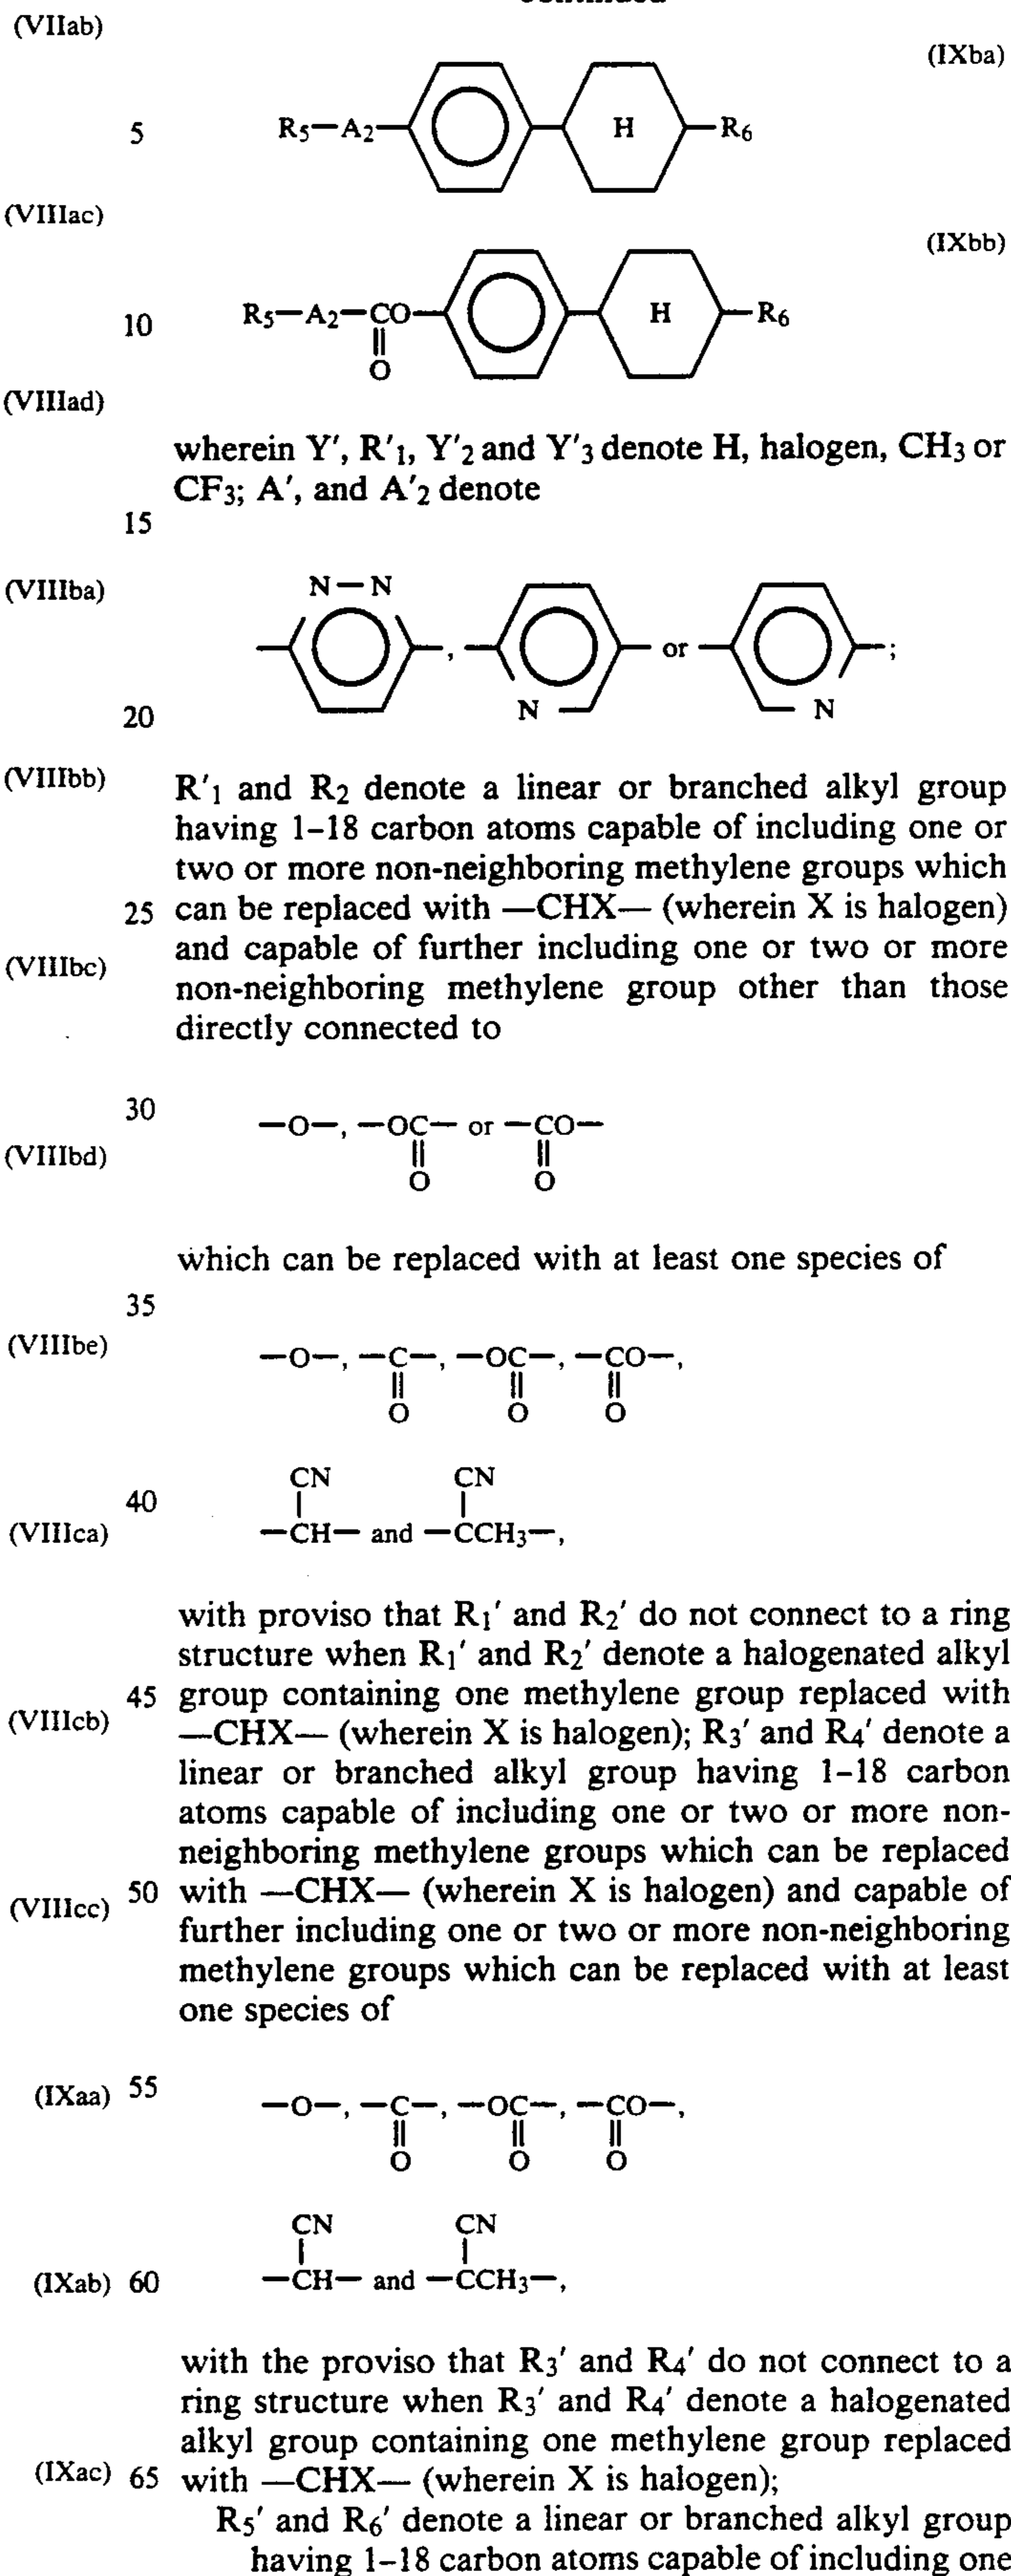 (VIIab)
(IXba)
5 R5—A2— H —R6
(VIIIac)
(IXbb)
10 R5—A2—CO— H —R6
O
(VIIIad)
wherein Y′, R′1, Y′2 and Y′3 denote H, halogen, CH3 or
CF3; A′, and A′2 denote
15
(VIIIba) N—N
, or ;
20 N N
(VIIIbb) R′1 and R2 denote a linear or branched alkyl group
having 1–18 carbon atoms capable of including one or
two or more non-neighboring methylene groups which
25 can be replaced with —CHX— (wherein X is halogen)
and capable of further including one or two or more
(VIIIbc)
non-neighboring methylene group other than those
directly connected to
30 —O—, —OC— or —CO—
(VIIIbd) O O
which can be replaced with at least one species of
35
(VIIIbe) —O—, —C—, —OC—, —CO—,
O O O
CN CN
40
(VIIIca) —CH— and —CCH3—,
with proviso that R1′ and R2′ do not connect to a ring
structure when R1′ and R2′ denote a halogenated alkyl
45 group containing one methylene group replaced with
(VIIIcb) —CHX— (wherein X is halogen); R3′ and R4′ denote a
linear or branched alkyl group having 1–18 carbon
atoms capable of including one or two or more non-
neighboring methylene groups which can be replaced
(VIIIcc) 50 with —CHX— (wherein X is halogen) and capable of
further including one or two or more non-neighboring
methylene groups which can be replaced with at least
one species of
(IXaa) 55 —O—, —C—, —OC—, —CO—,
O O O
CN CN
(IXab) 60 —CH— and —CCH3—,
with the proviso that R3′ and R4′ do not connect to a
ring structure when R3′ and R4′ denote a halogenated
alkyl group containing one methylene group replaced
(IXac) 65 with —CHX— (wherein X is halogen);
R5′ and R6′ denote a linear or branched alkyl group
having 1–18 carbon atoms capable of including one